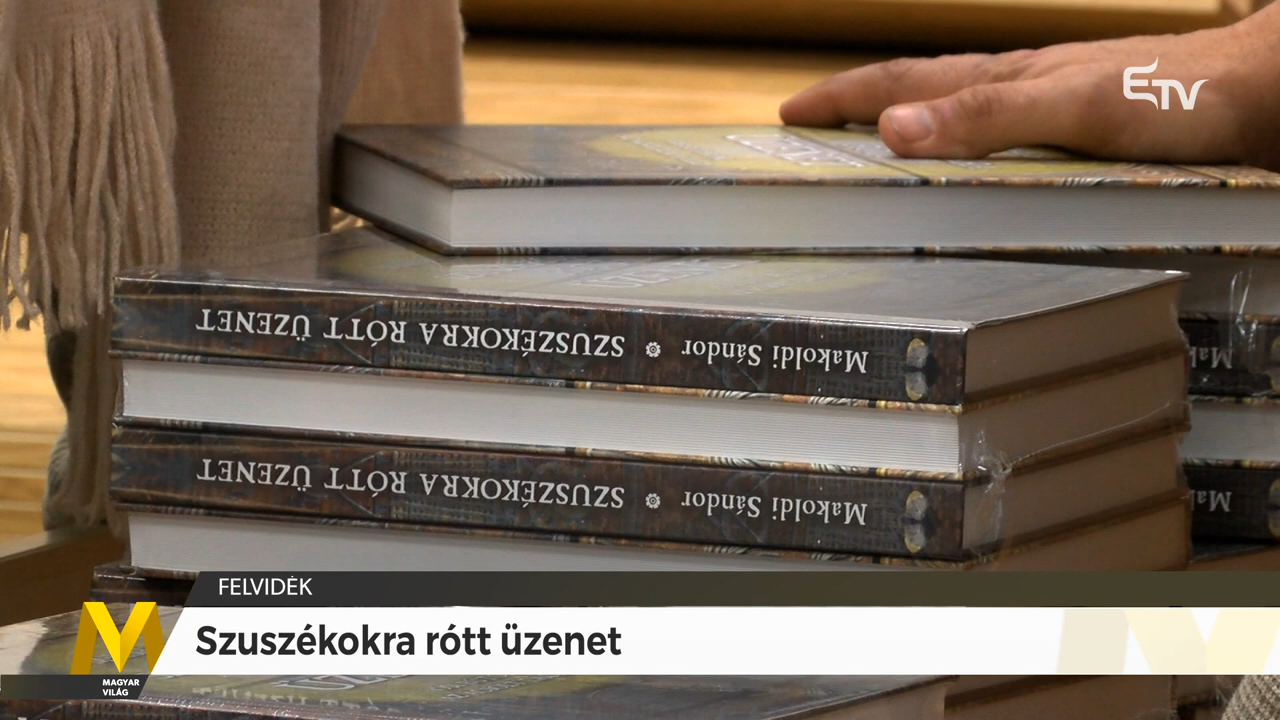 ETV
Makoldi Sándor SZUSZÉKOKRA RÓTT ÜZENET
Makoldi Sándor SZUSZÉKOKRA RÓTT ÜZENET
FELVIDÉK
Szuszékokra rótt üzenet
MAGYAR
VILÁG